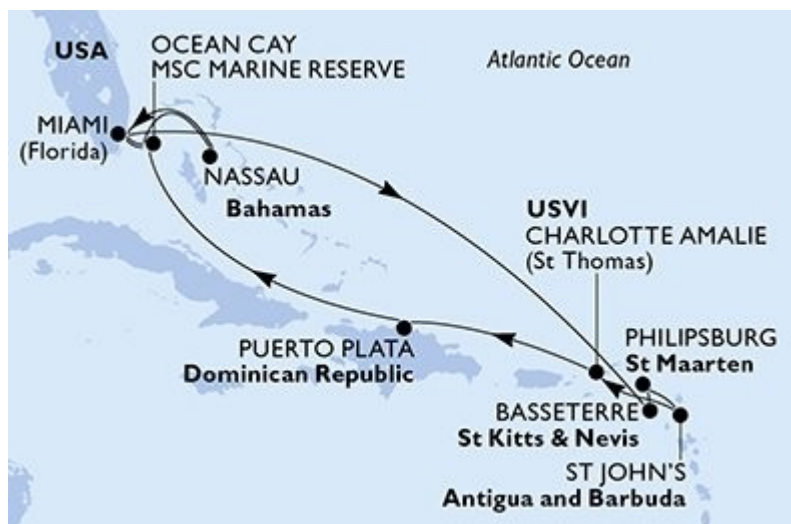 USA
OCEAN CAY
MSC MARINE RESERVE
Atlantic Ocean
MIAMI
(Florida)
NASSAU
Bahamas
USVI
CHARLOTTE AMALIE
(St Thomas)
PUERTO PLATA
Dominican Republic
PHILIPSBURG
St Maarten
BASSETERRE
St Kitts & Nevis
ST JOHN'S
Antigua and Barbuda